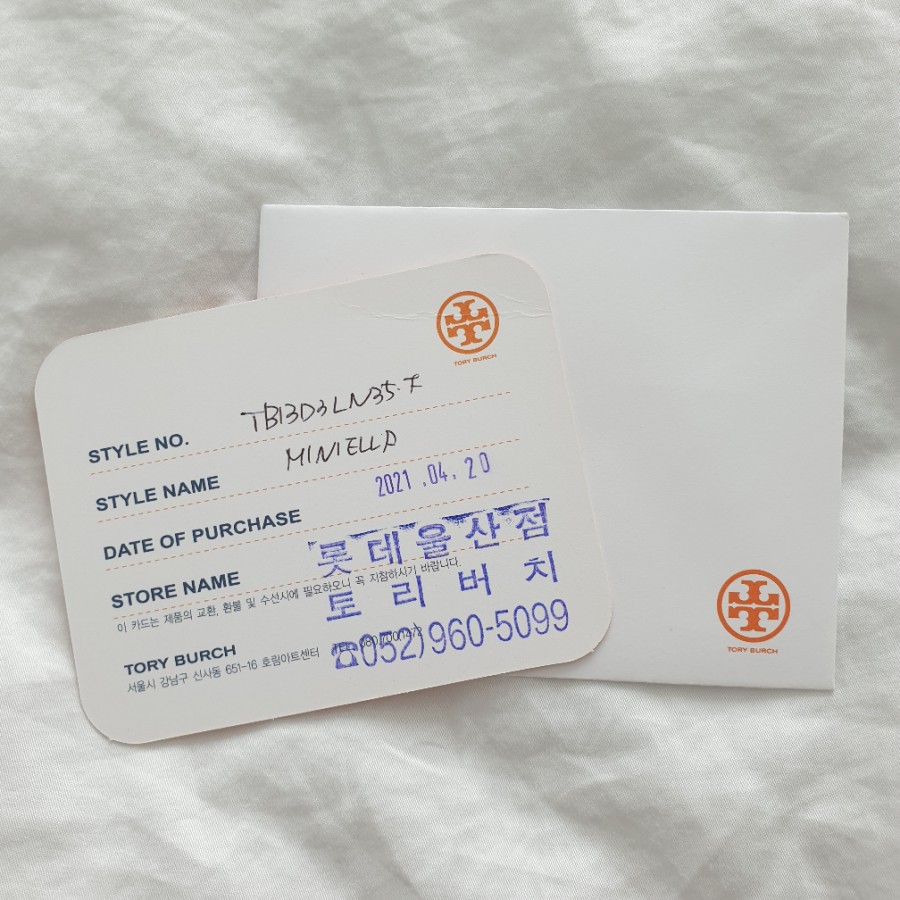 TORY BURCH
STYLE NO. TB13D3LN35.F
STYLE NAME MINIELLA
DATE OF PURCHASE 2021.04.20
STORE NAME 롯데울산점
이 카드는 제품의 교환, 환불 및 수선시에 필요하오니 꼭 지참하시기 바랍니다.
토리버치
TORY BURCH
서울시 강남구 신사동 651-16 호림아트센터
☎052)960-5099
TORY BURCH